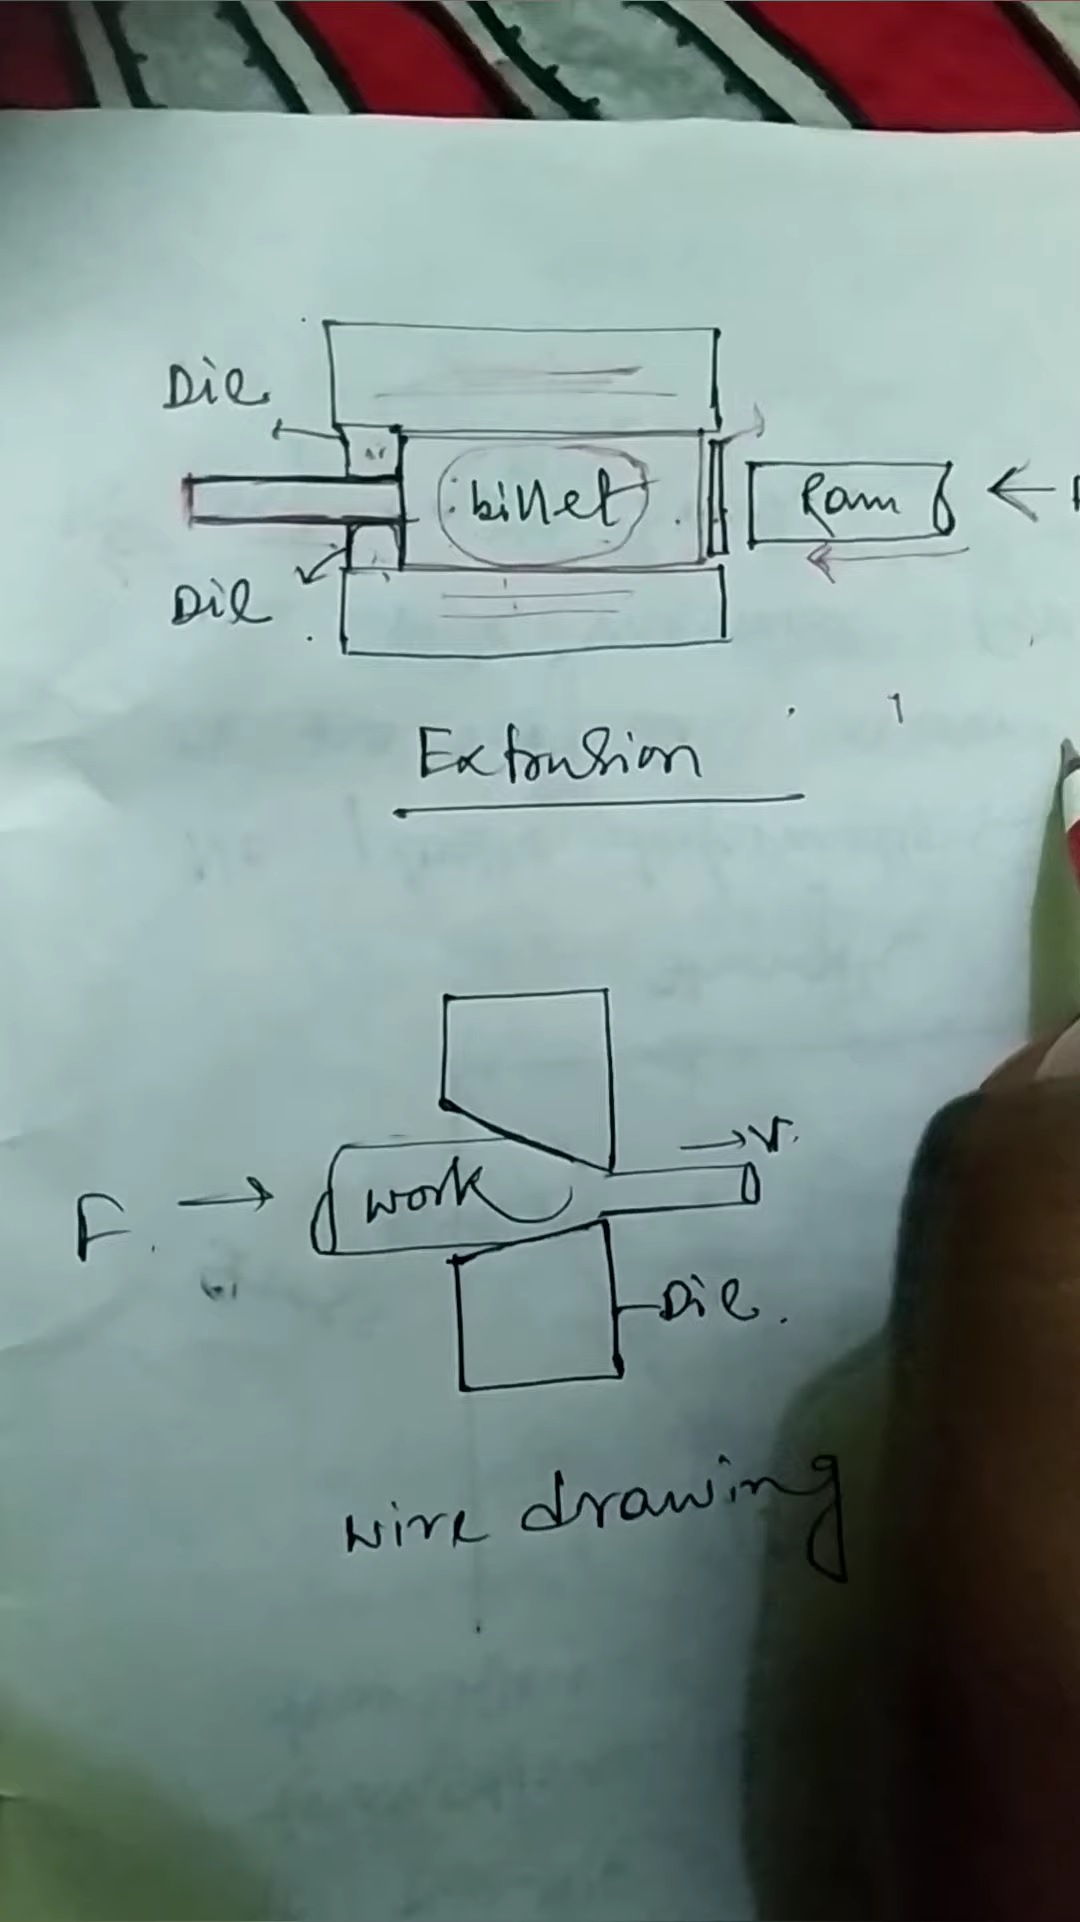 Die
billet
Ram
Die
Extrusion
V.
F.
work
Die.
wire drawing